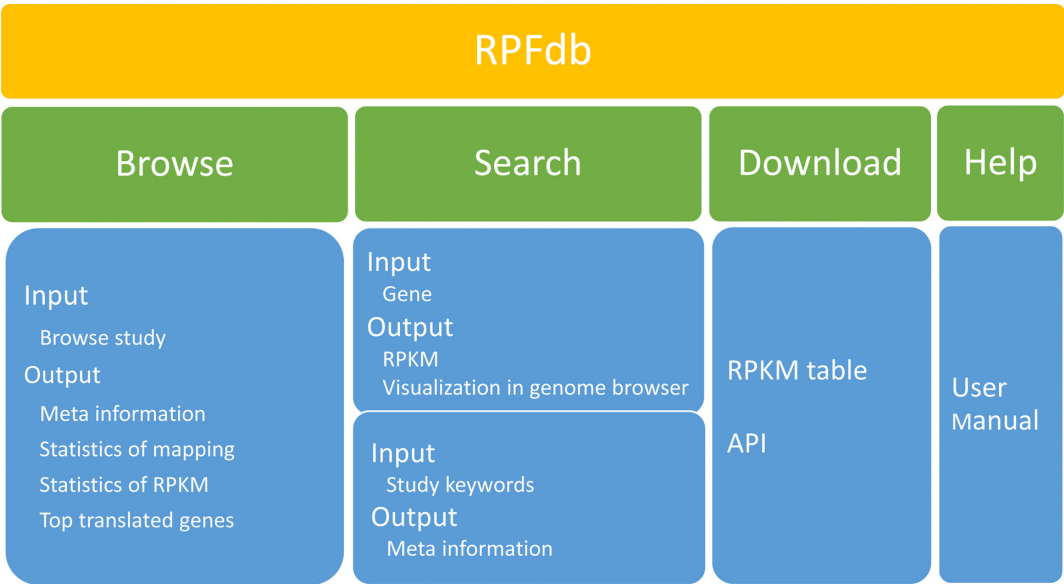 RPFdb
Browse
Search
Download
Help
Input
Browse study
Output
Meta information
Statistics of mapping
Statistics of RPKM
Top translated genes
Input
Gene
Output
RPKM
Visualization in genome browser
Input
Study keywords
Output
Meta information
RPKM table
API
User
Manual